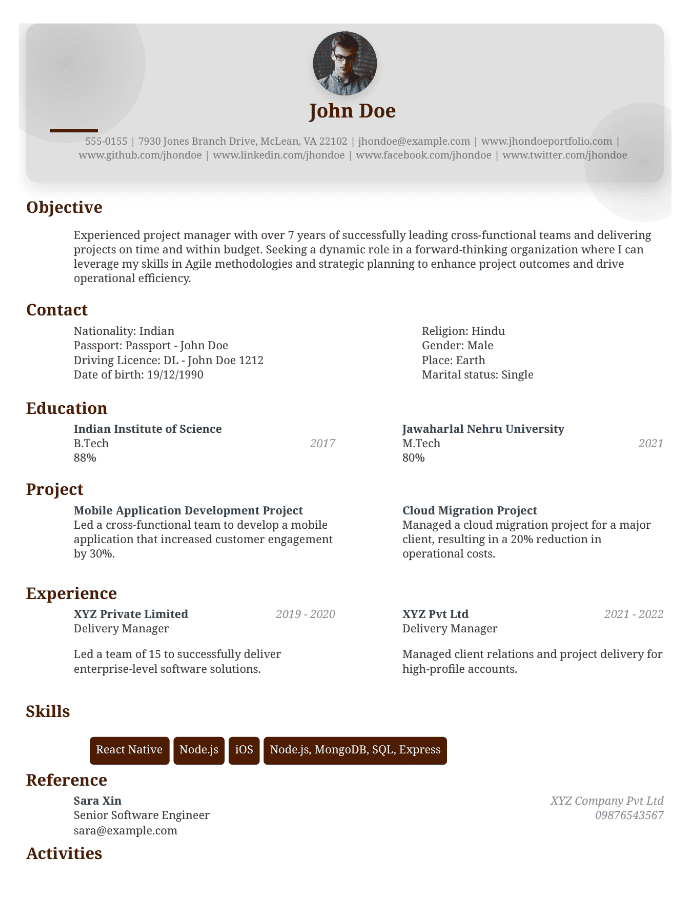 John Doe
555-0155 | 7930 Jones Branch Drive, McLean, VA 22102 | jhondoe@example.com | www.jhondoeportfolio.com |
www.github.com/jhondoe | www.linkedin.com/jhondoe | www.facebook.com/jhondoe | www.twitter.com/jhondoe
Objective
Experienced project manager with over 7 years of successfully leading cross-functional teams and delivering
projects on time and within budget. Seeking a dynamic role in a forward-thinking organization where I can
leverage my skills in Agile methodologies and strategic planning to enhance project outcomes and drive
operational efficiency.
Contact
Nationality: Indian
Passport: Passport - John Doe
Driving Licence: DL - John Doe 1212
Date of birth: 19/12/1990
Religion: Hindu
Gender: Male
Place: Earth
Marital status: Single
Education
Indian Institute of Science
B.Tech 2017
88%
Jawaharlal Nehru University
M.Tech 2021
80%
Project
Mobile Application Development Project
Led a cross-functional team to develop a mobile
application that increased customer engagement
by 30%.
Cloud Migration Project
Managed a cloud migration project for a major
client, resulting in a 20% reduction in
operational costs.
Experience
XYZ Private Limited 2019 - 2020
Delivery Manager
Led a team of 15 to successfully deliver
enterprise-level software solutions.
XYZ Pvt Ltd 2021 - 2022
Delivery Manager
Managed client relations and project delivery for
high-profile accounts.
Skills
React Native Node.js iOS Node.js, MongoDB, SQL, Express
Reference
Sara Xin XYZ Company Pvt Ltd
Senior Software Engineer 09876543567
sara@example.com
Activities